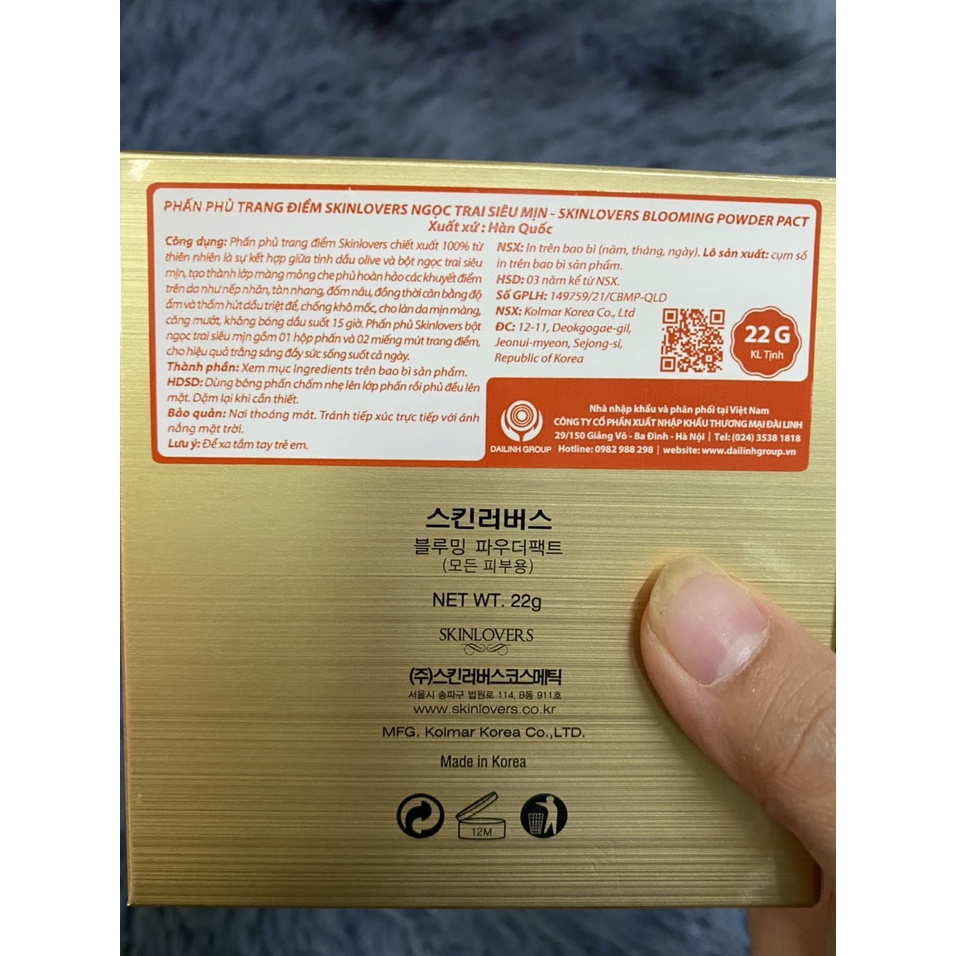 PHẤN PHỦ TRANG ĐIỂM SKINLOVERS NGỌC TRAI SIÊU MỊN - SKINLOVERS BLOOMING POWDER PACT
Xuất xứ : Hàn Quốc
Công dụng: Phấn phủ trang điểm Skinlovers chiết xuất 100% từ
thiên nhiên là sự kết hợp giữa tinh dầu olive và bột ngọc trai siêu
mịn, tạo thành lớp màng mỏng che phủ hoàn hảo các khuyết điểm
trên da như nếp nhăn, tàn nhang, đốm nâu, đồng thời cân bằng độ
ẩm và thấm hút dầu triệt để, chống khô mốc, cho làn da mịn màng,
căng mướt, không bóng dầu suốt 15 giờ. Phấn phủ Skinlovers bột
ngọc trai siêu mịn gồm 01 hộp phấn và 02 miếng mút trang điểm,
cho hiệu quả trắng sáng đầy sức sống suốt cả ngày.
Thành phần: Xem mục Ingredients trên bao bì sản phẩm.
HDSD: Dùng bông phấn chấm nhẹ lên lớp phấn rồi phủ đều lên
mặt. Dặm lại khi cần thiết.
Bảo quản: Nơi thoáng mát. Tránh tiếp xúc trực tiếp với ánh
nắng mặt trời.
Lưu ý: Để xa tầm tay trẻ em.
NSX: In trên bao bì (năm, tháng, ngày). Lô sản xuất: cụm số
in trên bao bì sản phẩm.
HSD: 03 năm kể từ NSX.
Số GPLH: 149759/21/CBMP-QLD
NSX: Kolmar Korea Co., Ltd
ĐC: 12-11, Deokgogae-gil,
Jeonui-myeon, Sejong-si,
Republic of Korea
22 G
KL Tịnh
DAILINH GROUP
Nhà nhập khẩu và phân phối tại Việt Nam
CÔNG TY CỔ PHẦN XUẤT NHẬP KHẨU THƯƠNG MẠI ĐÀI LINH
29/150 Giảng Võ - Ba Đình - Hà Nội | Tel: (024) 3538 1818
Hotline: 0982 988 298 | website: www.dailinhgroup.vn
스킨러버스
블루밍 파우더팩트
(모든 피부용)
NET WT. 22g
SKINLOVERS
(주)스킨러버스코스메틱
서울시 송파구 법원로 114, B동 911호
www.skinlovers.co.kr
MFG. Kolmar Korea Co.,LTD.
Made in Korea
12M